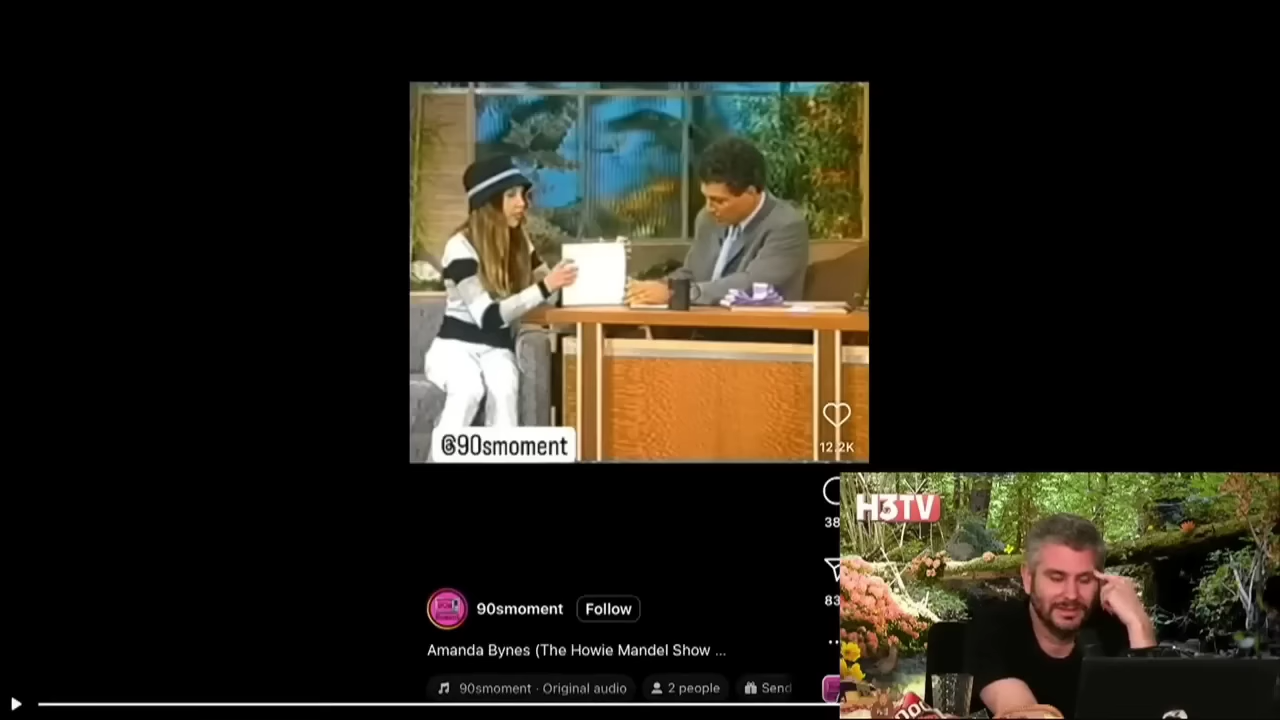 @90smoment
12.2K
38
83
H3TV
90smoment Follow
Amanda Bynes (The Howie Mandel Show ...
90smoment · Original audio 2 people Send